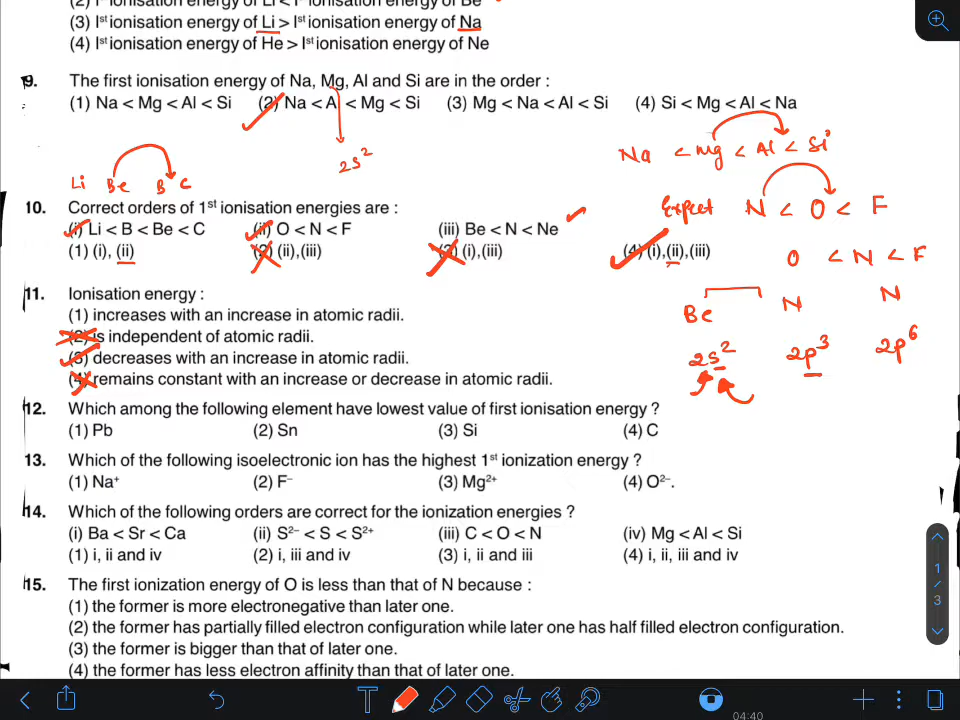 (3) Ist ionisation energy of Li > Ist ionisation energy of Na
(4) Ist ionisation energy of He > Ist ionisation energy of Ne
9. The first ionisation energy of Na, Mg, Al and Si are in the order :
(1) Na < Mg < Al < Si (2) Na < Al < Mg < Si (3) Mg < Na < Al < Si (4) Si < Mg < Al < Na
2s²
Na < Mg < Al < Si
Li Be B C
Expect N < O < F
10. Correct orders of 1st ionisation energies are :
(i) Li < B < Be < C (ii) O < N < F (iii) Be < N < Ne
(1) (i), (ii) (2) (ii),(iii) (3) (i),(iii) (4) (i),(ii),(iii)
O < N < F
11. Ionisation energy :
(1) increases with an increase in atomic radii.
(2) is independent of atomic radii.
(3) decreases with an increase in atomic radii.
(4) remains constant with an increase or decrease in atomic radii.
Be N N
2s² 2p³ 2p⁶
12. Which among the following element have lowest value of first ionisation energy ?
(1) Pb (2) Sn (3) Si (4) C
13. Which of the following isoelectronic ion has the highest 1st ionization energy ?
(1) Na⁺ (2) F⁻ (3) Mg²⁺ (4) O²⁻.
14. Which of the following orders are correct for the ionization energies ?
(i) Ba < Sr < Ca (ii) S²⁻ < S < S²⁺ (iii) C < O < N (iv) Mg < Al < Si
(1) i, ii and iv (2) i, iii and iv (3) i, ii and iii (4) i, ii, iii and iv
15. The first ionization energy of O is less than that of N because :
(1) the former is more electronegative than later one.
(2) the former has partially filled electron configuration while later one has half filled electron configuration.
(3) the former is bigger than that of later one.
(4) the former has less electron affinity than that of later one.
1
/
3
T
04:40